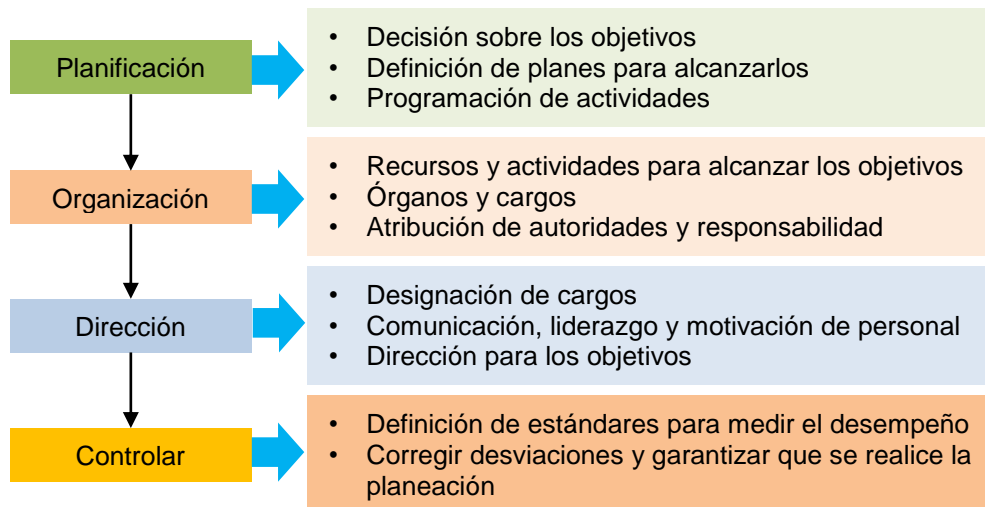 Planificación
• Decisión sobre los objetivos
• Definición de planes para alcanzarlos
• Programación de actividades
Organización
• Recursos y actividades para alcanzar los objetivos
• Órganos y cargos
• Atribución de autoridades y responsabilidad
Dirección
• Designación de cargos
• Comunicación, liderazgo y motivación de personal
• Dirección para los objetivos
Controlar
• Definición de estándares para medir el desempeño
• Corregir desviaciones y garantizar que se realice la
planeación